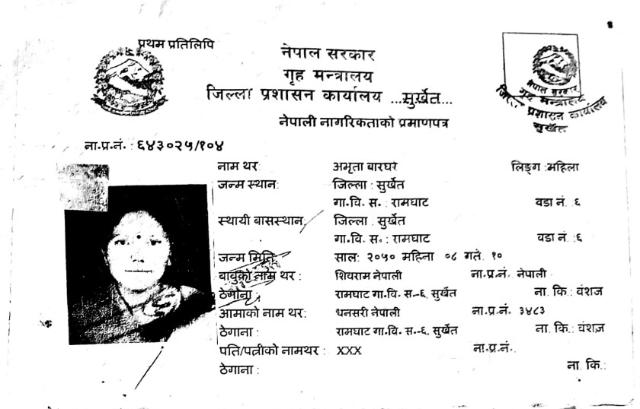 प्रथम प्रतिलिपि
नेपाल सरकार
गृह मन्त्रालय
जिल्ला प्रशासन कार्यालय ...सुर्खेत...
नेपाली नागरिकताको प्रमाणपत्र
नेपाल सरकार
गृह मन्त्रालय
जिल्ला प्रशासन कार्यालय
सुर्खेत
ना.प्र.नं. : ६४३०२५/१०४
नाम थर: अमृता बारघरे लिङ्ग :महिला
जन्म स्थान: जिल्ला : सुर्खेत
गा.वि. स. : रामघाट वडा नं. :६
स्थायी बासस्थान: जिल्ला : सुर्खेत
गा.वि. स. : रामघाट वडा नं. :६
जन्म मिति: साल: २०५० महिना ०८ गते. १०
बाबुको नाम थर : शिवराम नेपाली ना.प्र.नं. नेपाली
ठेगाना: रामघाट गा.वि. स.-६, सुर्खेत ना. कि.: वंशज
आमाको नाम थर : धनसरी नेपाली ना.प्र.नं. ३४८३
ठेगाना : रामघाट गा.वि. स.-६, सुर्खेत ना. कि.: वंशज
पति/पत्नीको नामथर : XXX ना.प्र.नं.
ठेगाना : ना. कि.: